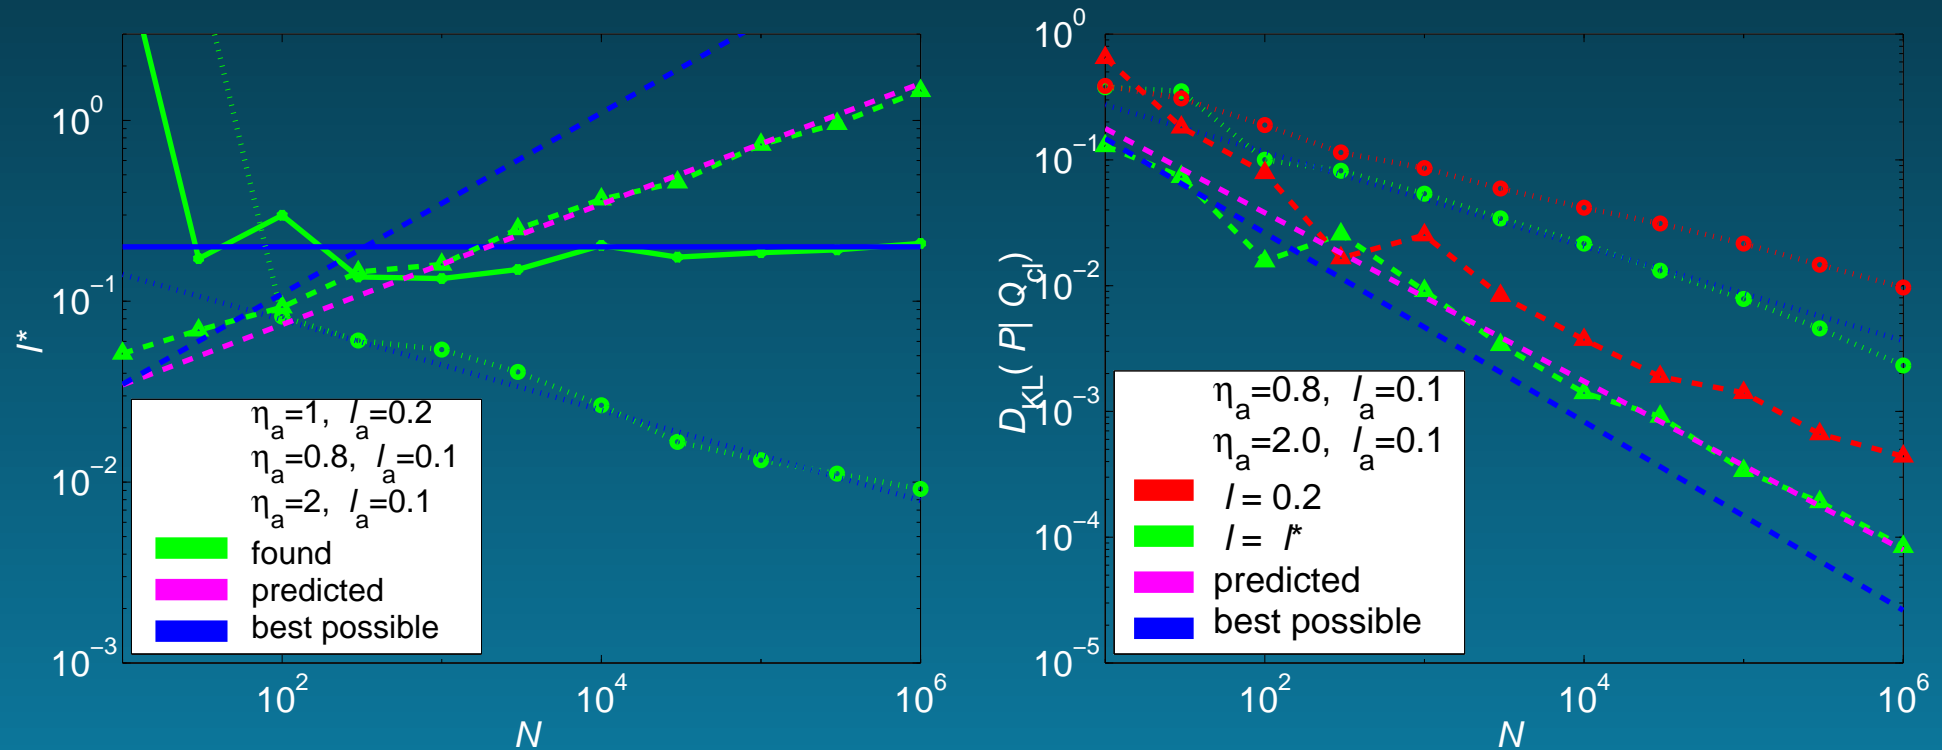 10^0
10^-1
10^-2
10^-3
l*
10^2
10^4
10^6
N
η_a=1, l_a=0.2
η_a=0.8, l_a=0.1
η_a=2, l_a=0.1
found
predicted
best possible
10^0
10^-1
10^-2
10^-3
10^-4
10^-5
D_KL ( P| Q_cl)
10^2
10^4
10^6
N
η_a=0.8, l_a=0.1
η_a=2.0, l_a=0.1
l = 0.2
l = l*
predicted
best possible